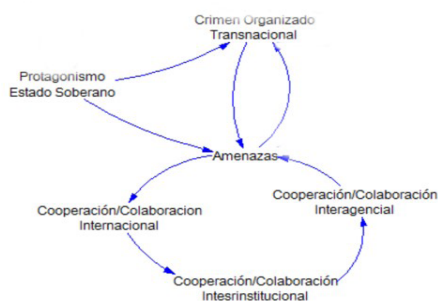 Crimen Organizado
Transnacional
Protagonismo
Estado Soberano
Amenazas
Cooperación/Colaboración
Interagencial
Cooperación/Colaboracion
Internacional
Cooperación/Colaboración
Intesrinstitucional